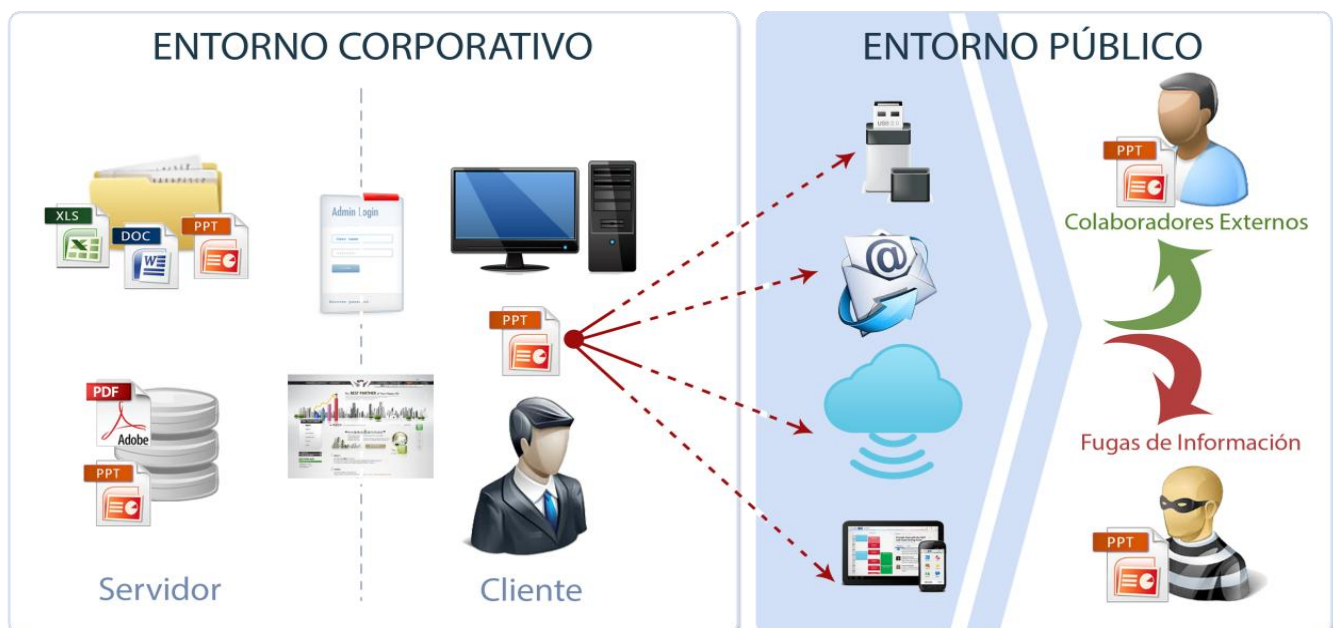 ENTORNO CORPORATIVO
ENTORNO PÚBLICO
XLS
DOC
PPT
Admin Login
PPT
PDF
Adobe
PPT
Servidor
Cliente
PPT
Colaboradores Externos
Fugas de Información
PPT